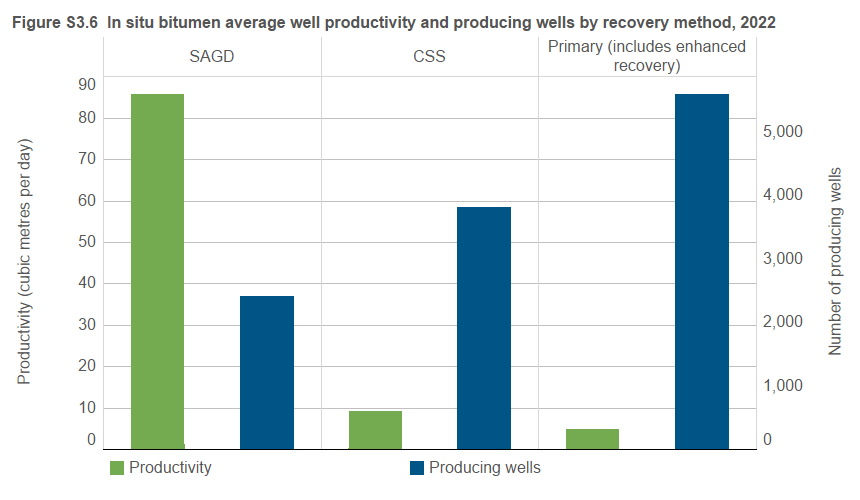 Figure S3.6  In situ bitumen average well productivity and producing wells by recovery method, 2022
SAGD
CSS
Primary (includes enhanced
recovery)
Productivity (cubic metres per day)
90
80
70
60
50
40
30
20
10
0
5,000
4,000
3,000
2,000
1,000
0
Number of producing wells
Productivity
Producing wells